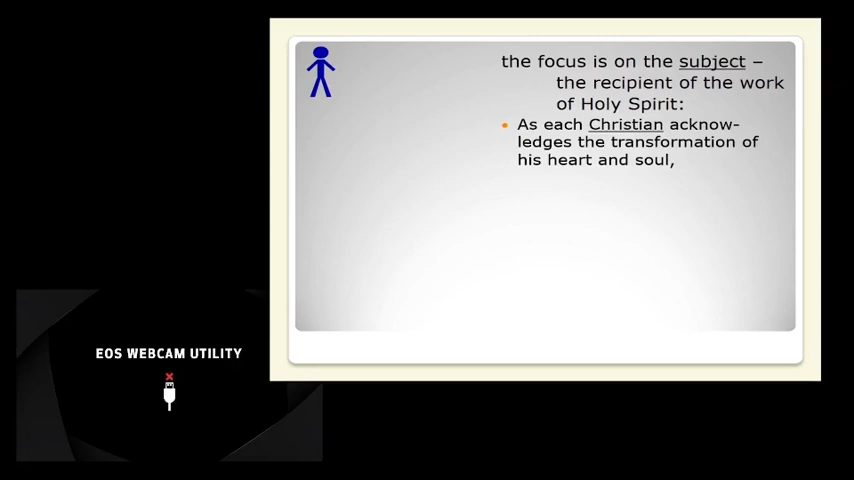 the focus is on the subject –
the recipient of the work
of Holy Spirit:
• As each Christian acknow-
ledges the transformation of
his heart and soul,
EOS WEBCAM UTILITY